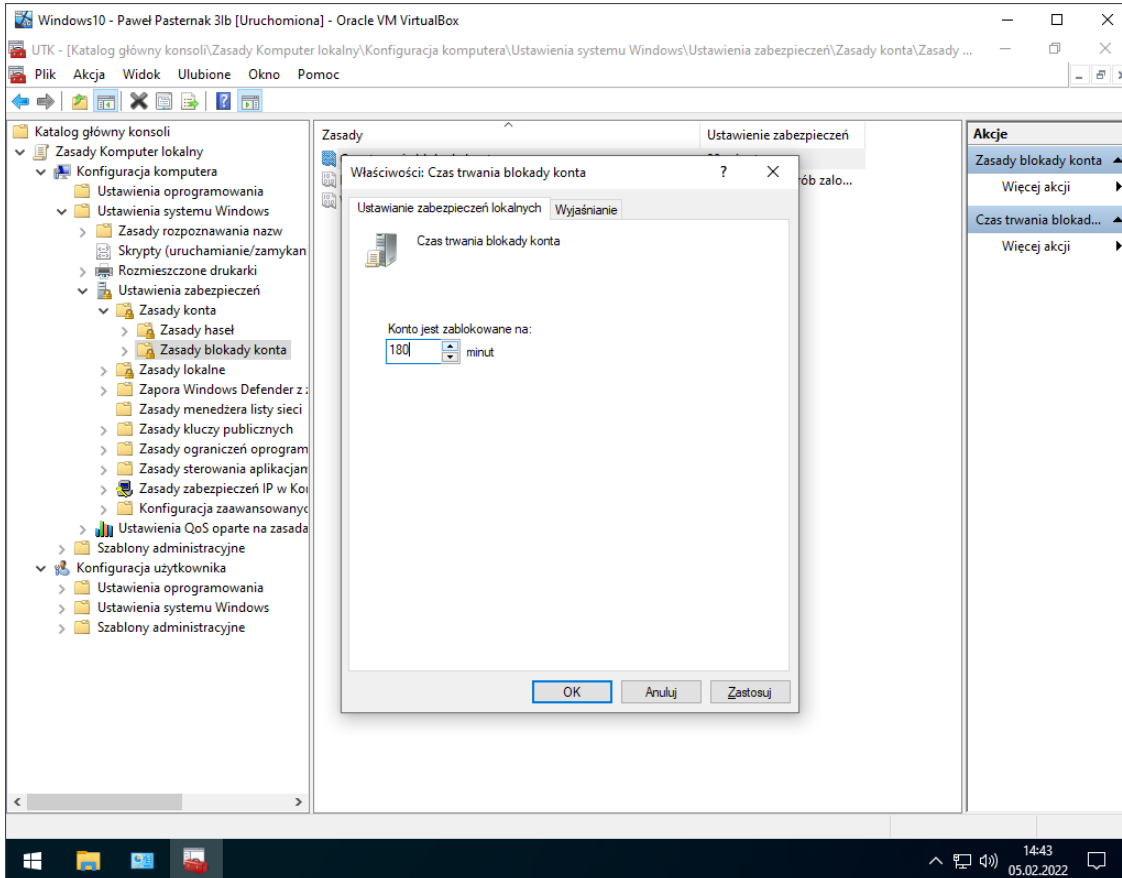 Windows10 - Paweł Pasternak 3lb [Uruchomiona] - Oracle VM VirtualBox
UTK - [Katalog główny konsoli\Zasady Komputer lokalny\Konfiguracja komputera\Ustawienia systemu Windows\Ustawienia zabezpieczeń\Zasady konta\Zasady ...
Plik Akcja Widok Ulubione Okno Pomoc
Katalog główny konsoli
Zasady Komputer lokalny
Konfiguracja komputera
Ustawienia oprogramowania
Ustawienia systemu Windows
Zasady rozpoznawania nazw
Skrypty (uruchamianie/zamykan
Rozmieszczone drukarki
Ustawienia zabezpieczeń
Zasady konta
Zasady haseł
Zasady blokady konta
Zasady lokalne
Zapora Windows Defender z
Zasady menedżera listy sieci
Zasady kluczy publicznych
Zasady ograniczeń oprogram
Zasady sterowania aplikacjam
Zasady zabezpieczeń IP w Kon
Konfiguracja zaawansowanyc
Ustawienia QoS oparte na zasada
Szablony administracyjne
Konfiguracja użytkownika
Ustawienia oprogramowania
Ustawienia systemu Windows
Szablony administracyjne
Zasady Ustawienie zabezpieczeń
rób zalo...
Właściwości: Czas trwania blokady konta ? X
Ustawianie zabezpieczeń lokalnych Wyjaśnianie
Czas trwania blokady konta
Konto jest zablokowane na:
180 minut
OK Anuluj Zastosuj
Akcje
Zasady blokady konta
Więcej akcji
Czas trwania blokad...
Więcej akcji
14:43
05.02.2022